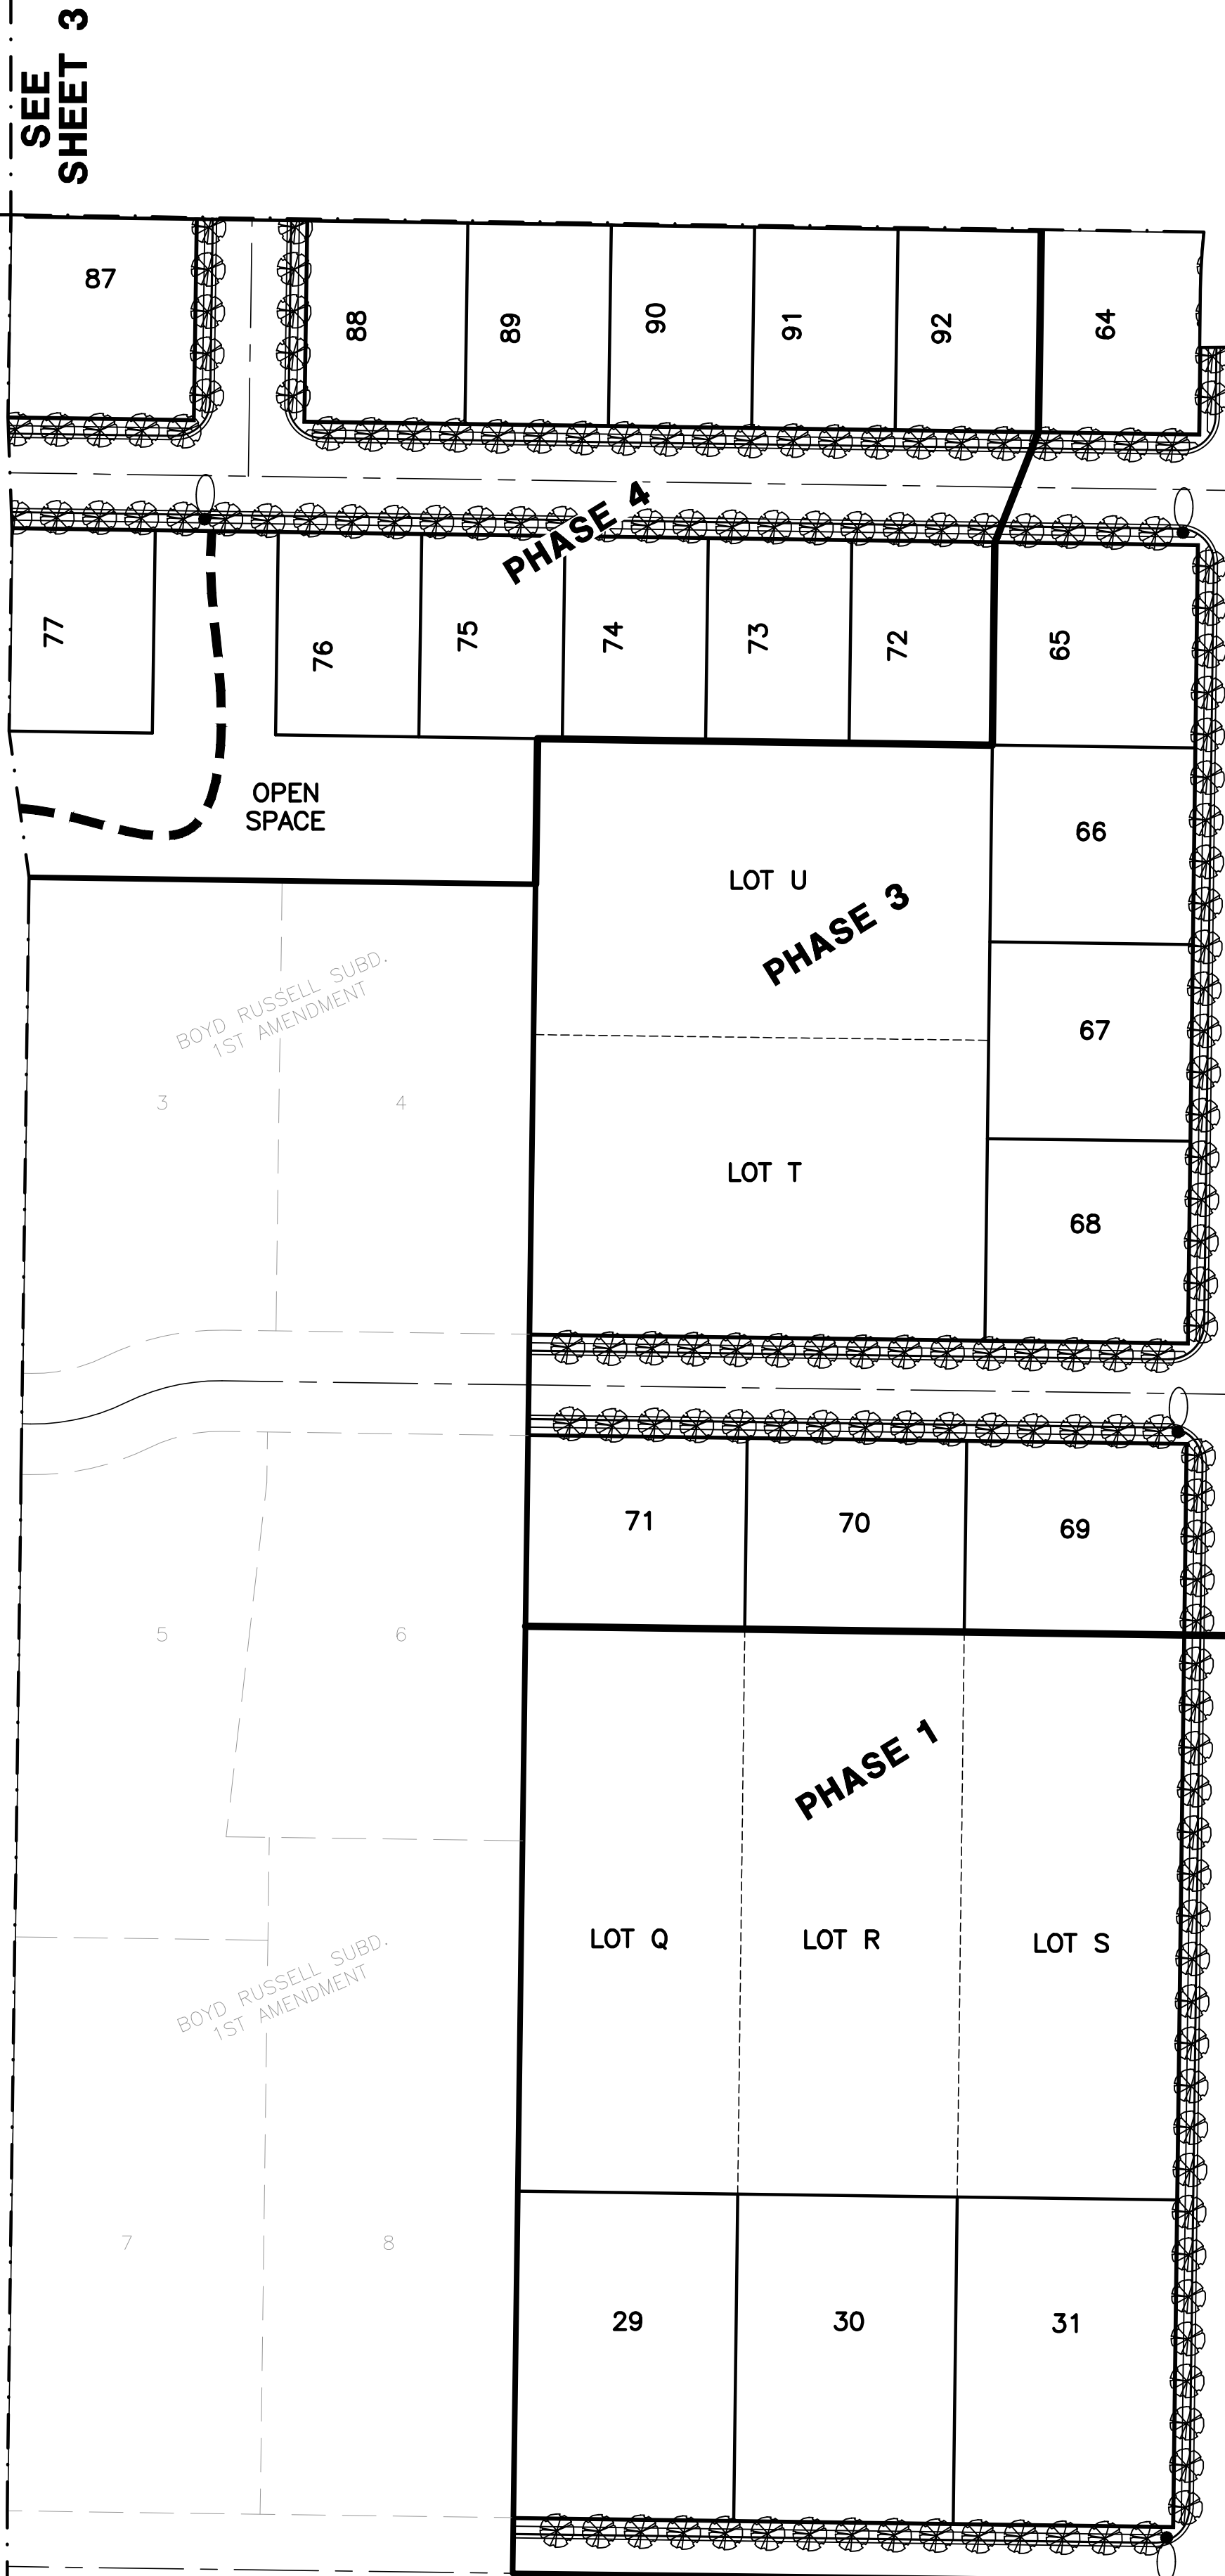 SEE
SHEET 3
87
88
89
90
91
92
64
PHASE 4
77
76
75
74
73
72
65
OPEN
SPACE
66
LOT U
PHASE 3
BOYD RUSSELL SUBD.
1ST AMENDMENT
67
3
4
LOT T
68
71
70
69
5
6
PHASE 1
LOT Q
LOT R
LOT S
BOYD RUSSELL SUBD.
1ST AMENDMENT
7
8
29
30
31